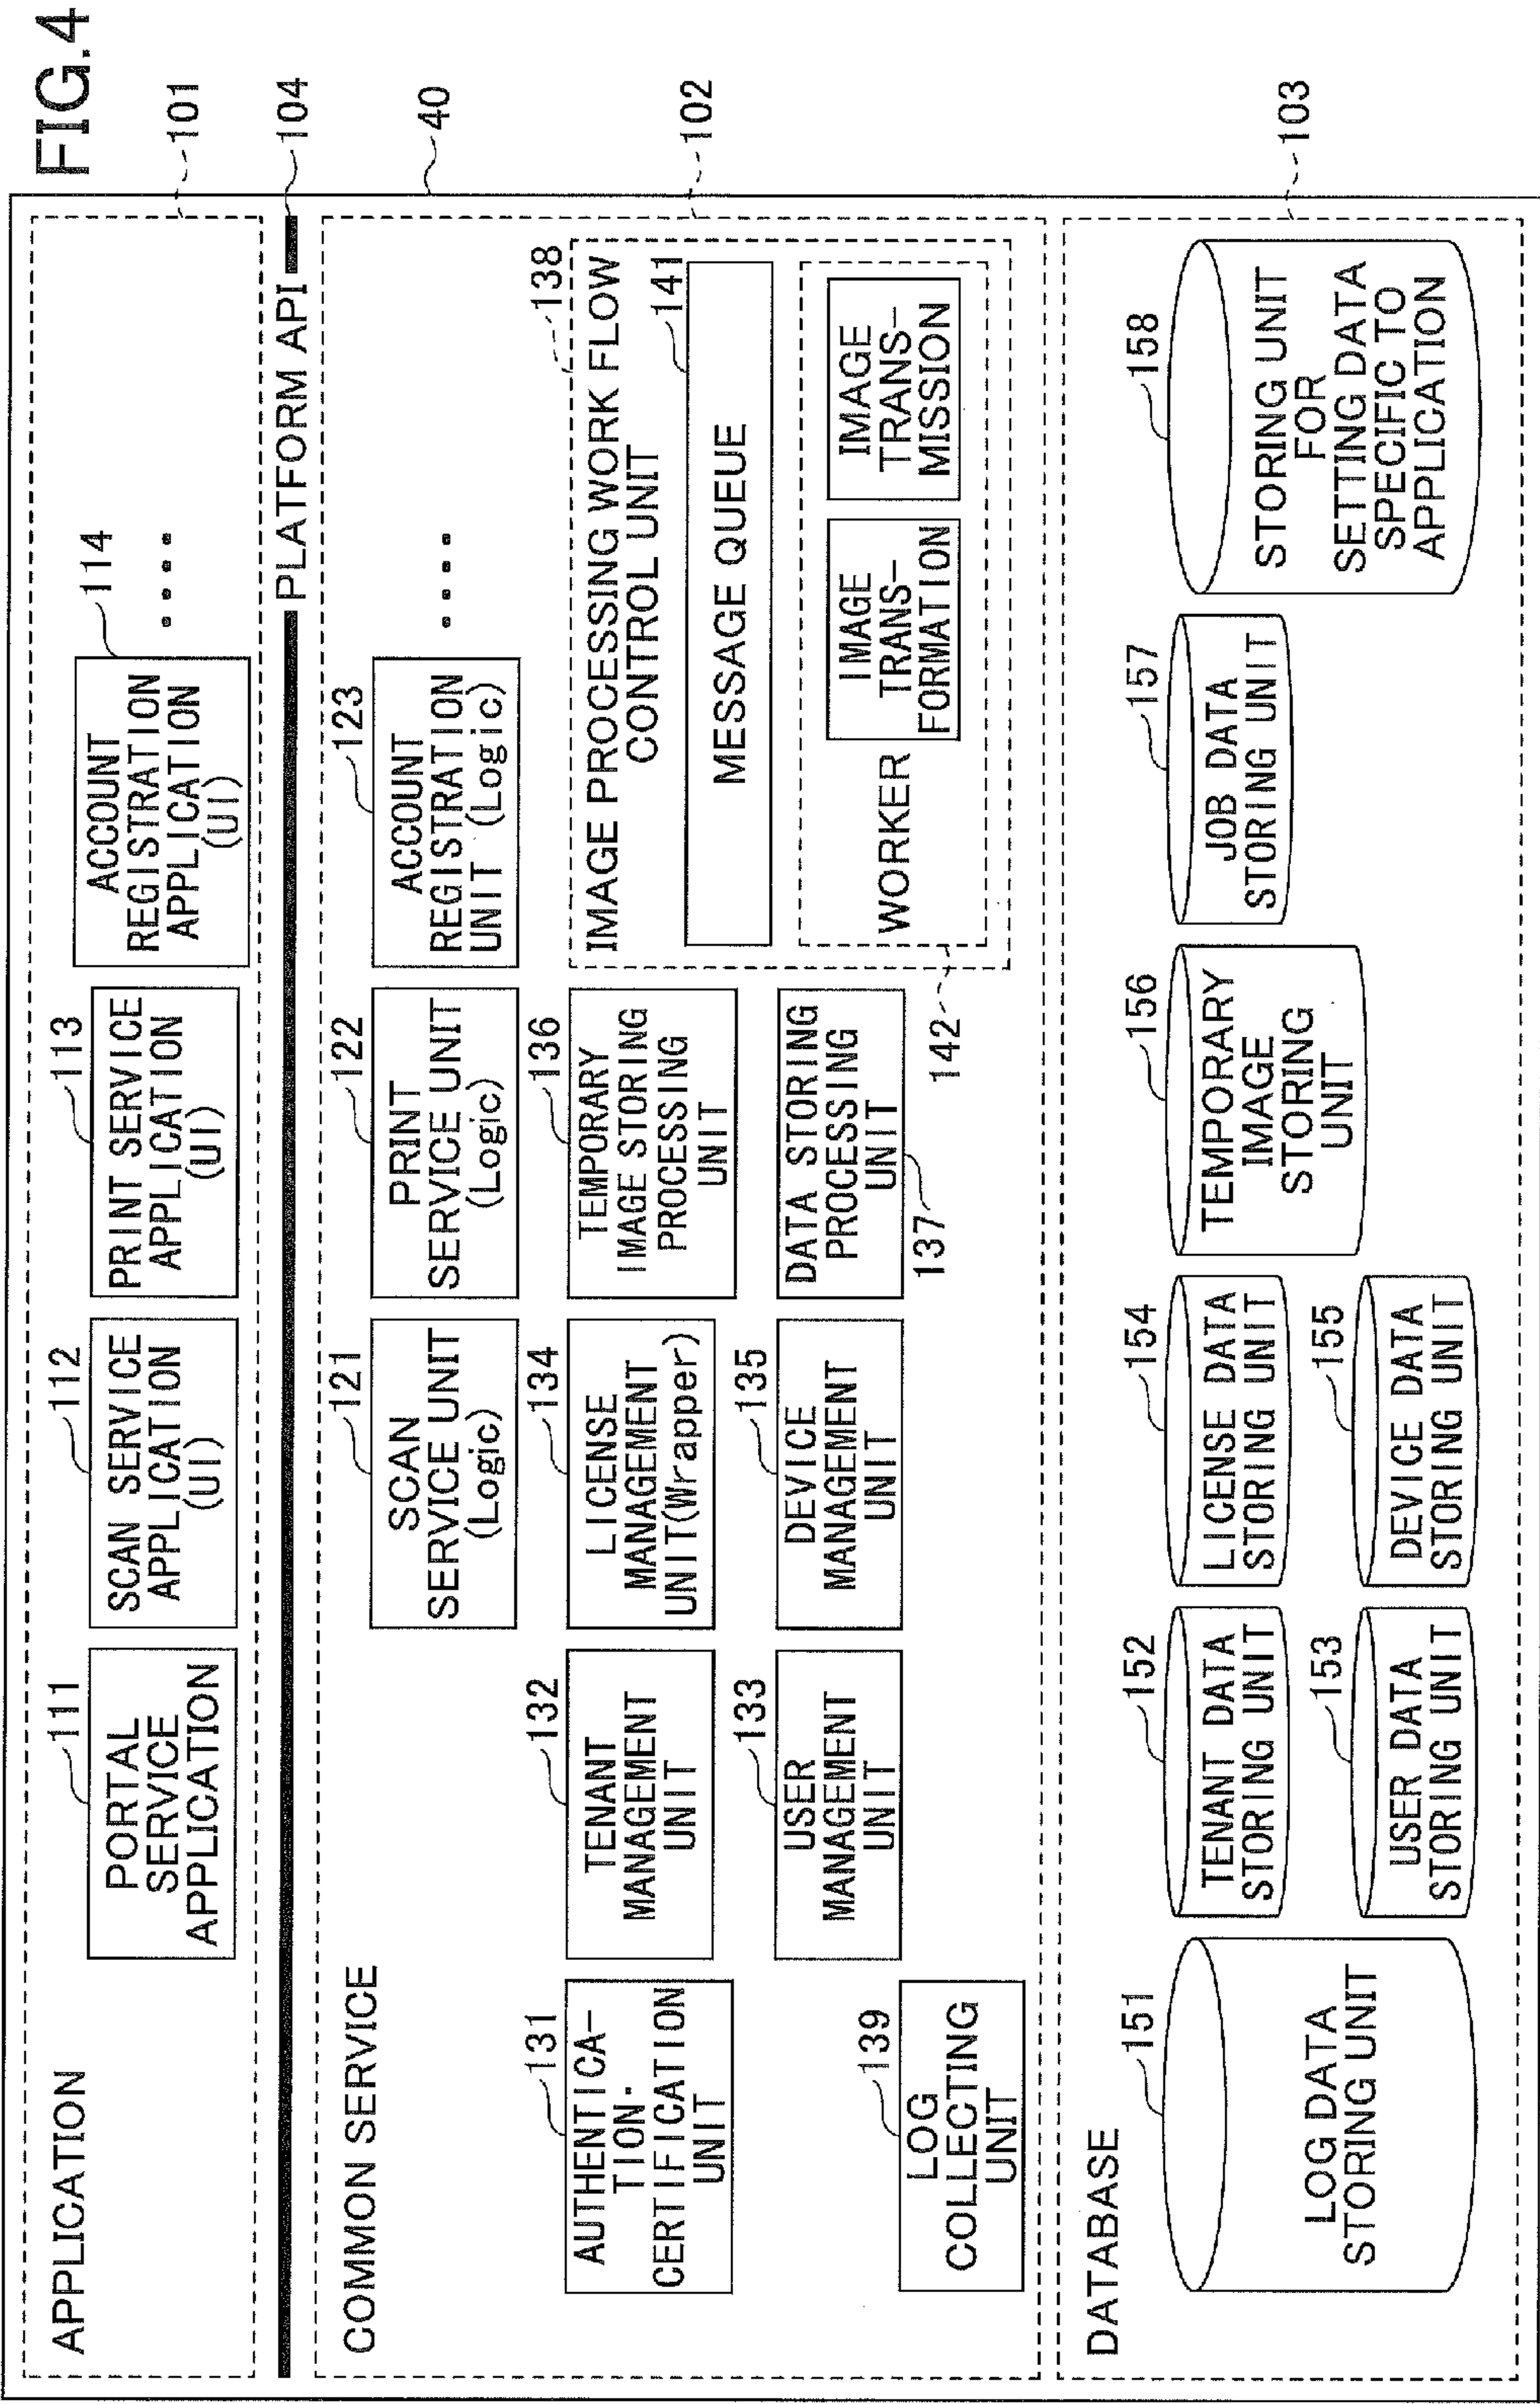 FIG.4
101
104
40
102
103
APPLICATION
111
PORTAL
SERVICE
APPLICATION
112
SCAN SERVICE
APPLICATION
(UI)
113
PRINT SERVICE
APPLICATION
(UI)
114
ACCOUNT
REGISTRATION
APPLICATION
(UI)
....
PLATFORM API
COMMON SERVICE
121
SCAN
SERVICE UNIT
(Logic)
122
PRINT
SERVICE UNIT
(Logic)
123
ACCOUNT
REGISTRATION
UNIT (Logic)
....
131
AUTHENTICA-
TION·
CERTIFICATION
UNIT
132
TENANT
MANAGEMENT
UNIT
134
LICENSE
MANAGEMENT
UNIT(Wrapper)
136
TEMPORARY
IMAGE STORING
PROCESSING
UNIT
138
IMAGE PROCESSING WORK FLOW
CONTROL UNIT
141
MESSAGE QUEUE
139
LOG
COLLECTING
UNIT
133
USER
MANAGEMENT
UNIT
135
DEVICE
MANAGEMENT
UNIT
DATA STORING
PROCESSING
UNIT
137
142
WORKER
IMAGE
TRANS-
FORMATION
IMAGE
TRANS-
MISSION
DATABASE
151
LOG DATA
STORING UNIT
152
TENANT DATA
STORING UNIT
153
USER DATA
STORING UNIT
154
LICENSE DATA
STORING UNIT
155
DEVICE DATA
STORING UNIT
156
TEMPORARY
IMAGE
STORING
UNIT
157
JOB DATA
STORING UNIT
158
STORING UNIT
FOR
SETTING DATA
SPECIFIC TO
APPLICATION